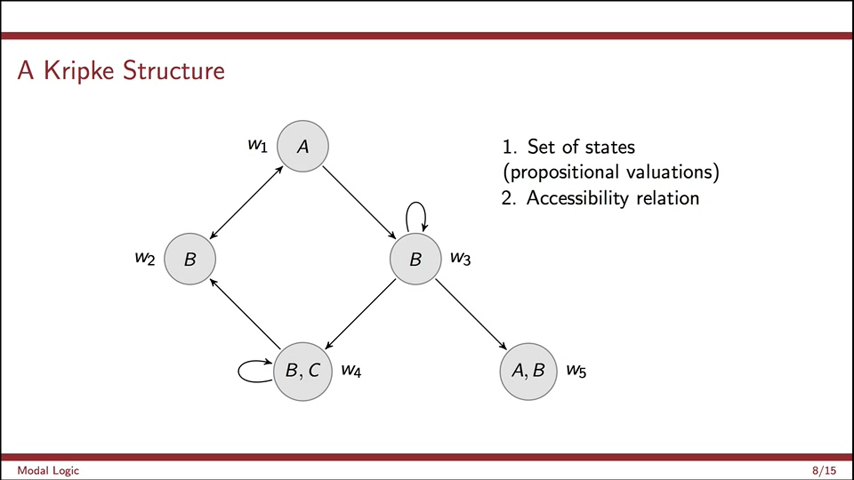 A Kripke Structure
w1 A
1. Set of states
(propositional valuations)
2. Accessibility relation
w2 B
B w3
B, C w4
A, B w5
Modal Logic
8/15